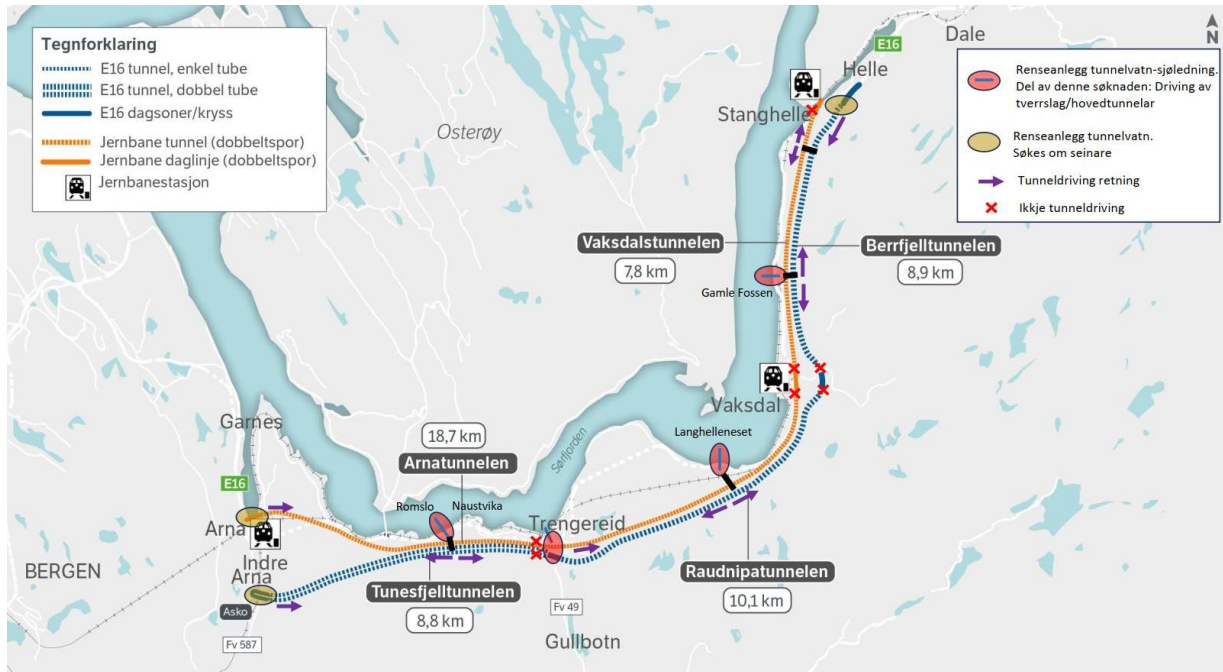 Tegnforklaring
E16 tunnel, enkel tube
E16 tunnel, dobbel tube
E16 dagsoner/kryss
Jernbane tunnel (dobbeltspor)
Jernbane daglinje (dobbeltspor)
Jernbanestasjon
Renseanlegg tunnelvatn-sjøledning.
Del av denne søknaden: Driving av
tverrslag/hovedtunnelar
Renseanlegg tunnelvatn.
Søkes om seinare
Tunneldriving retning
Ikkje tunneldriving
N
Dale
E16
Helle
Stanghelle
Osterøy
Vaksdalstunnelen
7,8 km
Berrfjelltunnelen
8,9 km
Gamle Fossen
Vaksdal
Langhelleneset
Garnes
18,7 km
Arnatunnelen
Sørfjorden
E16
Romslo
Naustvika
Trengereid
Arna
Indre
Arna
BERGEN
Raudnipatunnelen
10,1 km
Tunesfjelltunnelen
8,8 km
Asko
Fv 49
Fv 587
Gullbotn